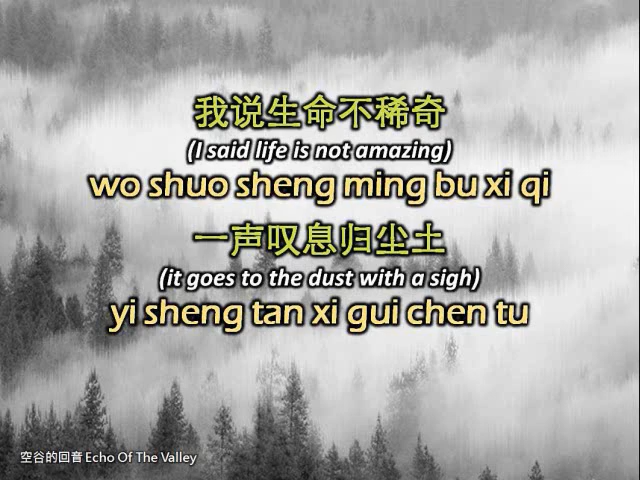 我说生命不稀奇
(I said life is not amazing)
wo shuo sheng ming bu xi qi
一声叹息归尘土
(it goes to the dust with a sigh)
yi sheng tan xi gui chen tu
空谷的回音 Echo Of The Valley